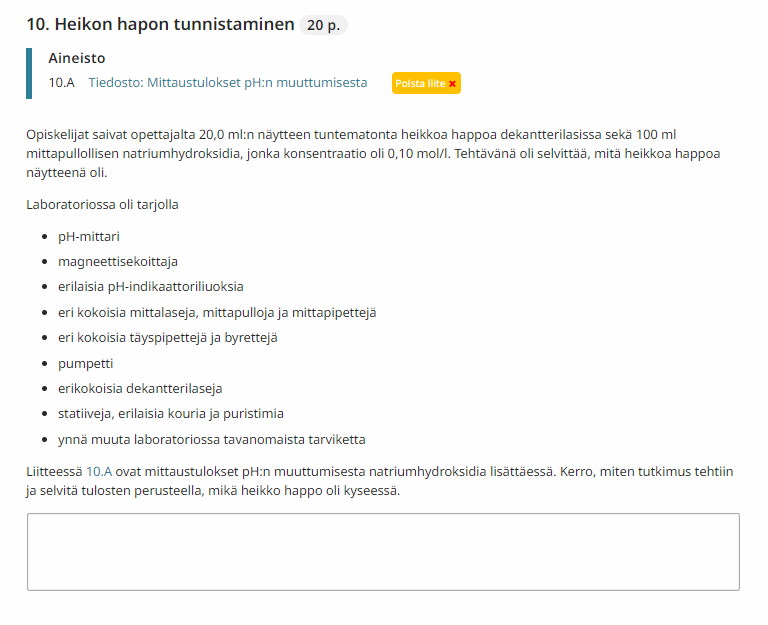 10. Heikon hapon tunnistaminen 20 p.
Aineisto
10.A Tiedosto: Mittaustulokset pH:n muuttumisesta Poista liite ×
Opiskelijat saivat opettajalta 20,0 ml:n näytteen tuntematonta heikkoa happoa dekantterilasissa sekä 100 ml
mittapullollisen natriumhydroksidia, jonka konsentraatio oli 0,10 mol/l. Tehtävänä oli selvittää, mitä heikkoa happoa
näytteenä oli.
Laboratoriossa oli tarjolla
• pH-mittari
• magneettisekoittaja
• erilaisia pH-indikaattoriliuoksia
• eri kokoisia mittalaseja, mittapulloja ja mittapipettejä
• eri kokoisia täyspipettejä ja byrettejä
• pumpetti
• erikokoisia dekantterilaseja
• statiiveja, erilaisia kouria ja puristimia
• ynnä muuta laboratoriossa tavanomaista tarviketta
Liitteessä 10.A ovat mittaustulokset pH:n muuttumisesta natriumhydroksidia lisättäessä. Kerro, miten tutkimus tehtiin
ja selvitä tulosten perusteella, mikä heikko happo oli kyseessä.